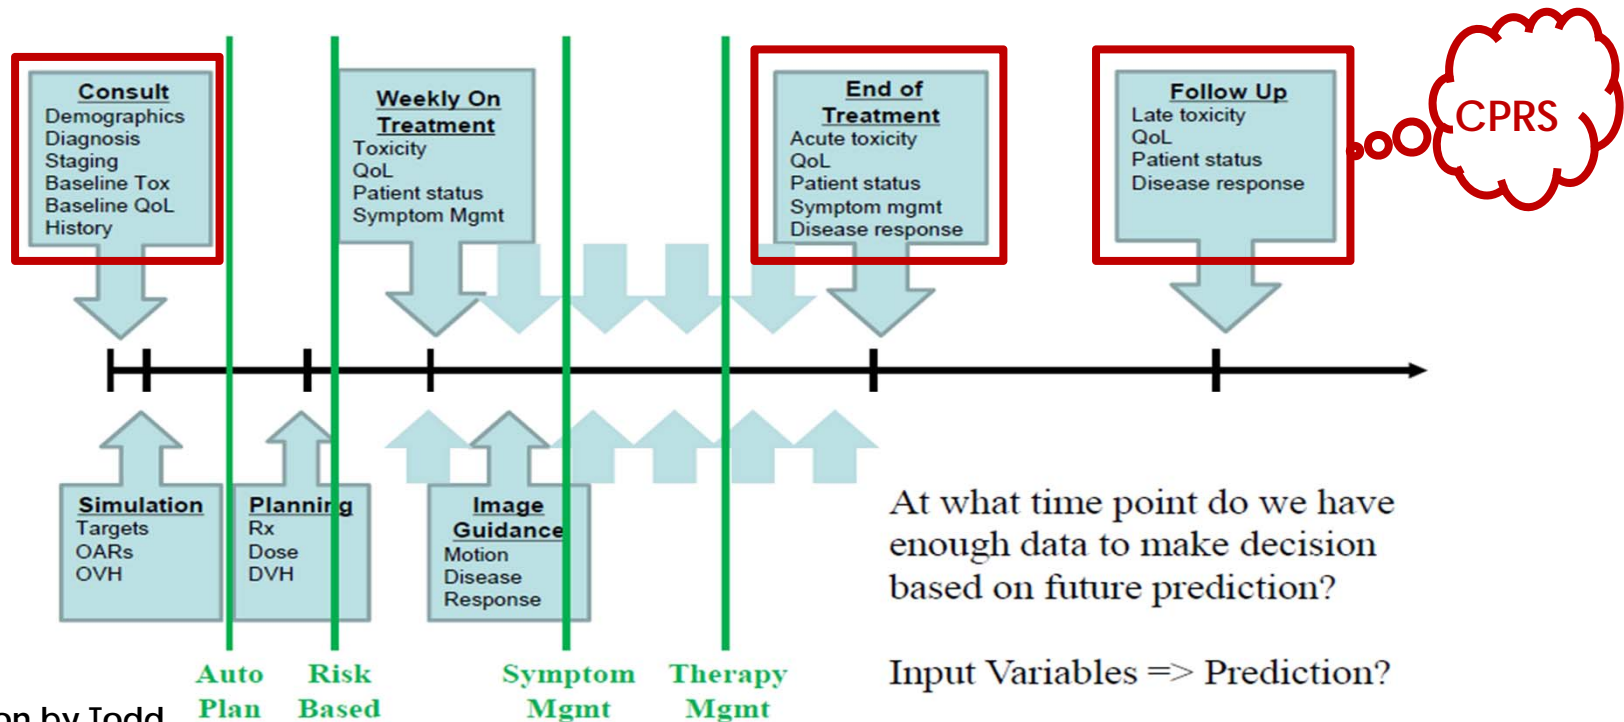 Consult
Demographics
Diagnosis
Staging
Baseline Tox
Baseline QoL
History
Weekly On
Treatment
Toxicity
QoL
Patient status
Symptom Mgmt
End of
Treatment
Acute toxicity
QoL
Patient status
Symptom mgmt
Disease response
Follow Up
Late toxicity
QoL
Patient status
Disease response
CPRS
Simulation
Targets
OARs
OVH
Planning
Rx
Dose
DVH
Image
Guidance
Motion
Disease
Response
At what time point do we have
enough data to make decision
based on future prediction?
Input Variables => Prediction?
Auto
Plan
Risk
Based
Symptom
Mgmt
Therapy
Mgmt
on by Todd